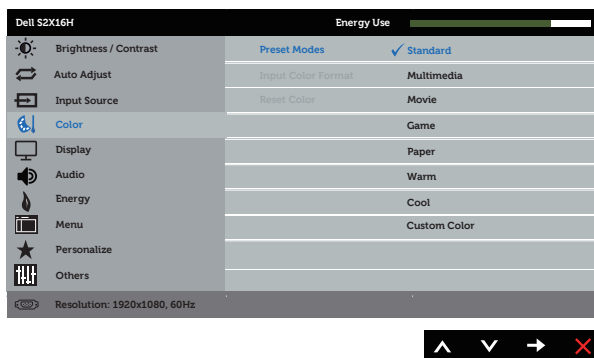 Dell S2X16H Energy Use
Brightness / Contrast Preset Modes Standard
Auto Adjust Input Color Format Multimedia
Input Source Reset Color Movie
Color Game
Display Paper
Audio Warm
Energy Cool
Menu Custom Color
Personalize
Others
Resolution: 1920x1080, 60Hz